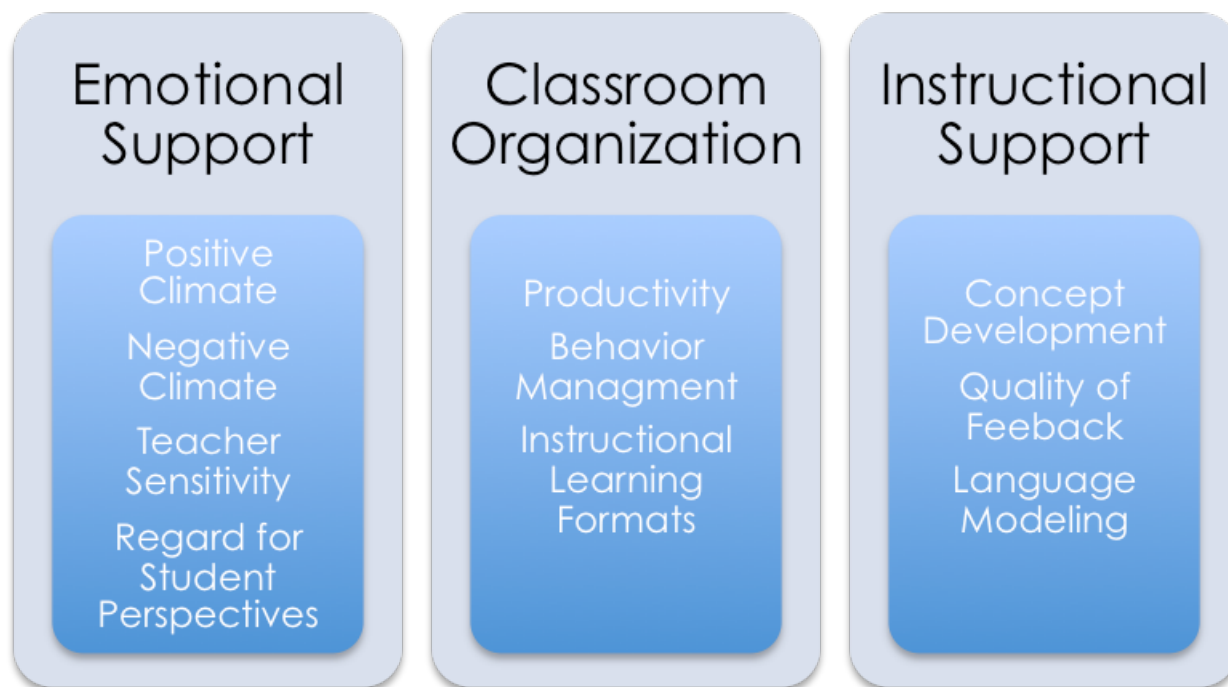 Emotional
Support
Positive
Climate
Negative
Climate
Teacher
Sensitivity
Regard for
Student
Perspectives
Classroom
Organization
Productivity
Behavior
Managment
Instructional
Learning
Formats
Instructional
Support
Concept
Development
Quality of
Feeback
Language
Modeling